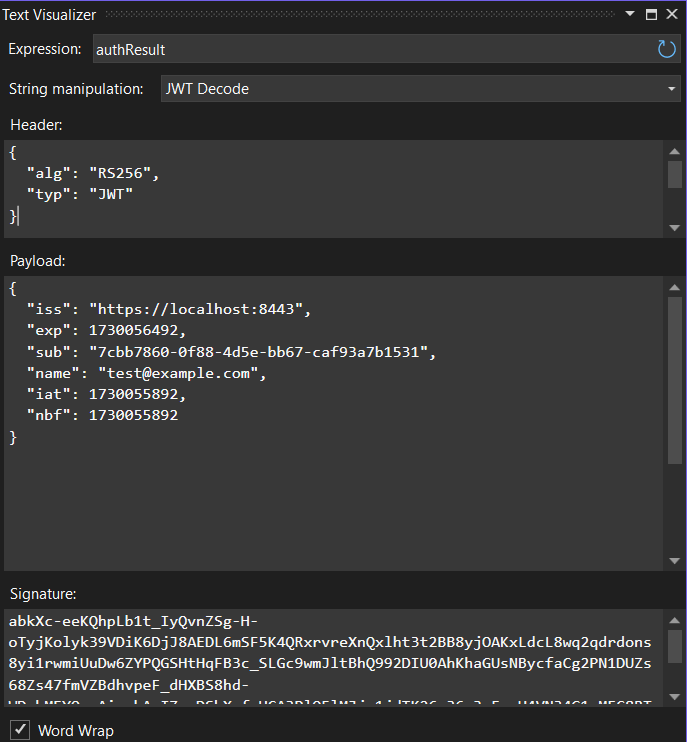 Text Visualizer
Expression: authResult
String manipulation: JWT Decode
Header:
{
  "alg": "RS256",
  "typ": "JWT"
}
Payload:
{
  "iss": "https://localhost:8443",
  "exp": 1730056492,
  "sub": "7cbb7860-0f88-4d5e-bb67-caf93a7b1531",
  "name": "test@example.com",
  "iat": 1730055892,
  "nbf": 1730055892
}
Signature:
abkXc-eeKQhpLb1t_IyQvnZSg-H-
oTyjKolyk39VDiK6DjJ8AEDL6mSF5K4QRxrvreXnQxlht3t2BB8yjOAKxLdcL8wq2qdrdons
8yi1rwmiUuDw6ZYPQGSHtHqFB3c_SLGc9wmJltBhQ992DIU0AhKhaGUsNBycfaCg2PN1DUZs
68Zs47fmVZBdhvpeF_dHXBS8hd-
Word Wrap